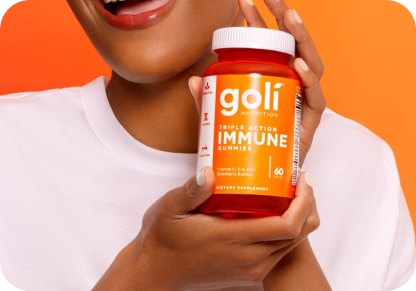 goli
NUTRITION
TRIPLE ACTION
IMMUNE
GUMMIES
Vitamin C, D & Zinc
Elderberry Extract
60
DIETARY SUPPLEMENT